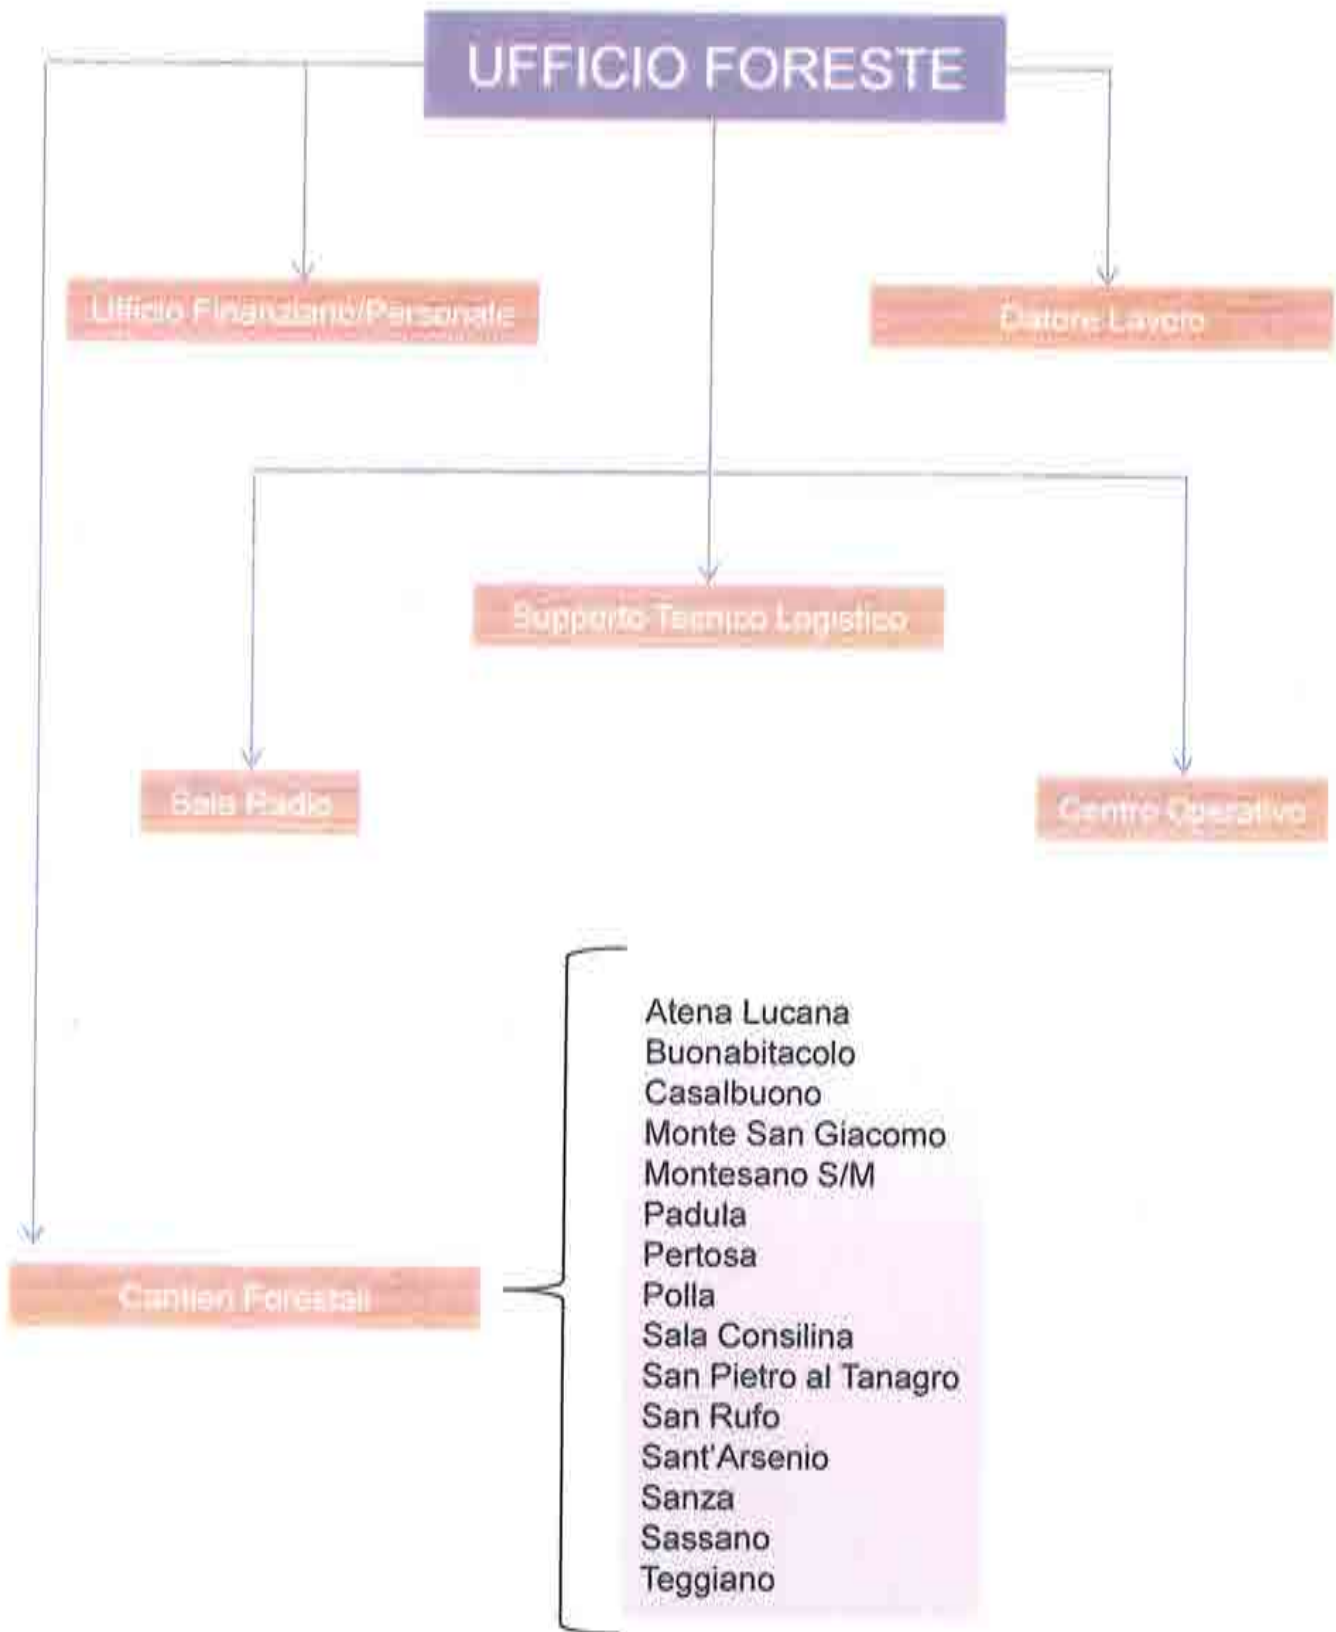 UFFICIO FORESTE
Ufficio Finanziario/Personale
Datore Lavoro
Supporto Tecnico Logistico
Sala Radio
Centro Operativo
Atena Lucana
Buonabitacolo
Casalbuono
Monte San Giacomo
Montesano S/M
Padula
Pertosa
Polla
Sala Consilina
San Pietro al Tanagro
San Rufo
Sant'Arsenio
Sanza
Sassano
Teggiano
Cantieri Forestali